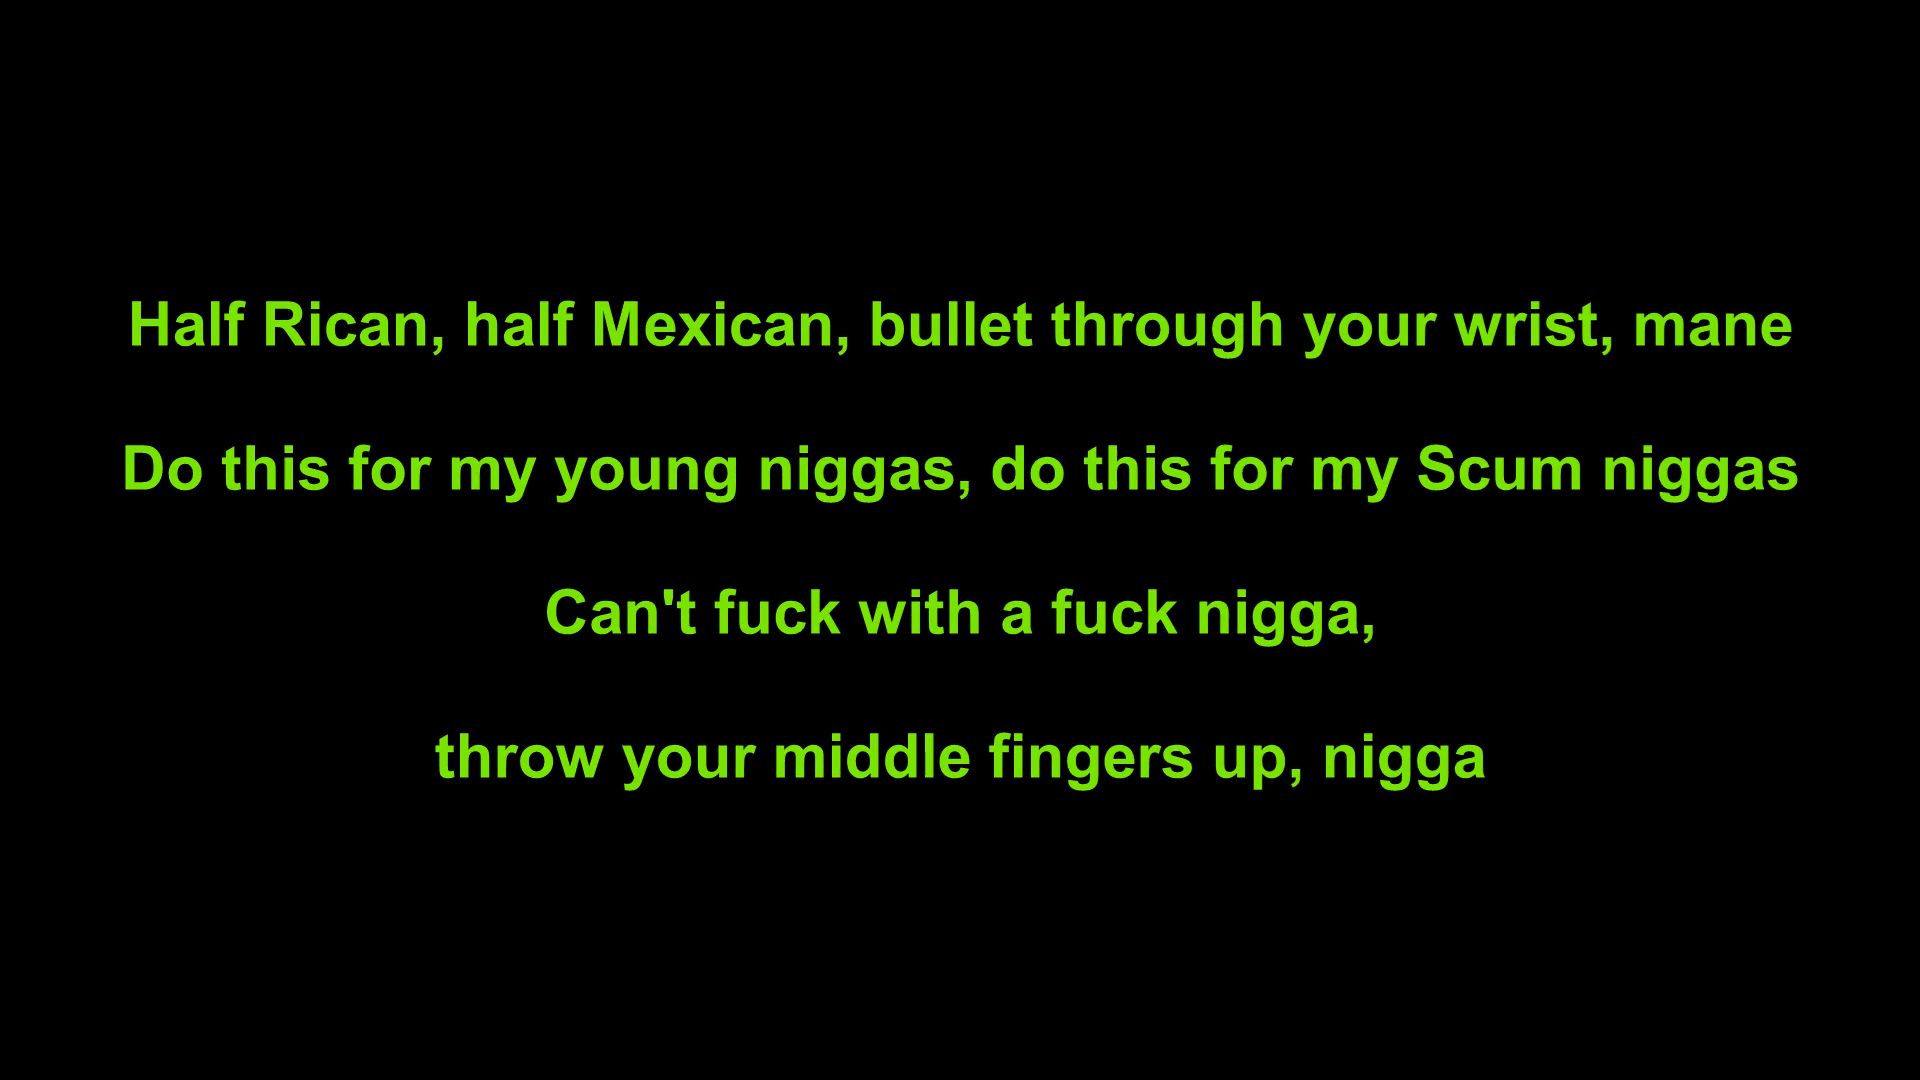 Half Rican, half Mexican, bullet through your wrist, mane
Do this for my young niggas, do this for my Scum niggas
Can't fuck with a fuck nigga,
throw your middle fingers up, nigga